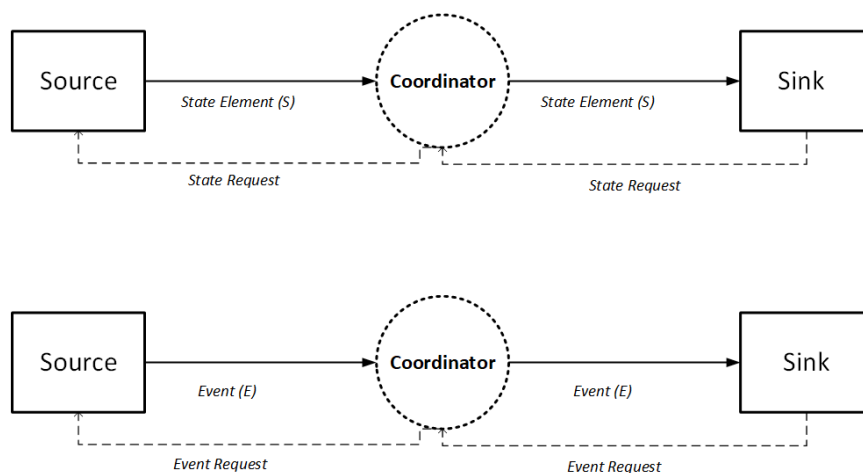 Source
Coordinator
Sink
State Element (S)
State Element (S)
State Request
State Request
Source
Coordinator
Sink
Event (E)
Event (E)
Event Request
Event Request